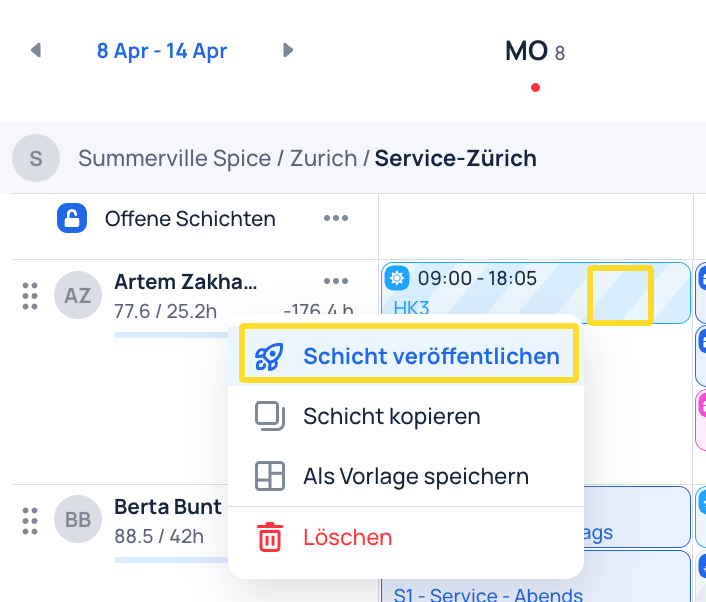 8 Apr - 14 Apr
MO 8
S
Summerville Spice / Zurich / Service-Zürich
Offene Schichten
AZ
Artem Zakha...
77.6 / 25.2h
-176.4 h
09:00 - 18:05
HK3
Schicht veröffentlichen
Schicht kopieren
Als Vorlage speichern
Löschen
BB
Berta Bunt
88.5 / 42h
ags
S1 - Service - Abends